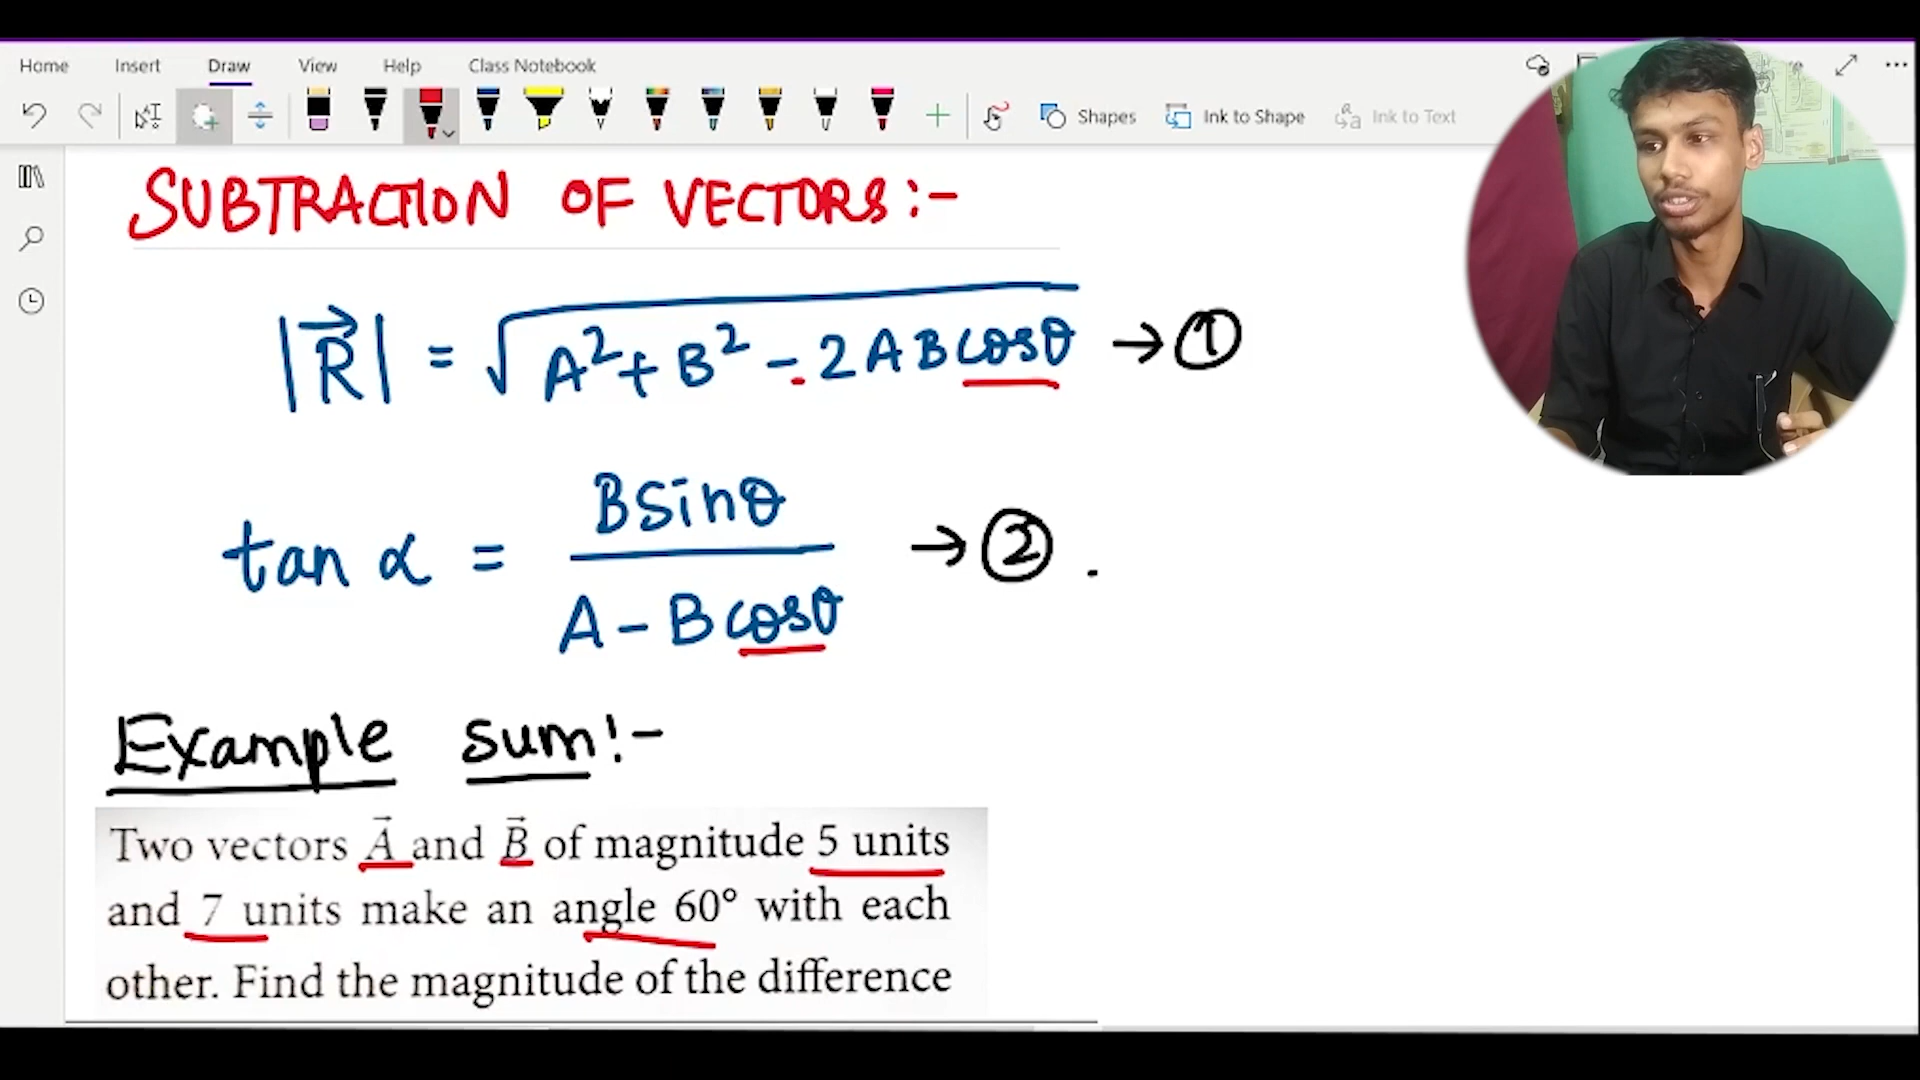 Home Insert Draw View Help Class Notebook
Shapes Ink to Shape Ink to Text
SUBTRACTION OF VECTORS:-
|R⃗| = √A²+B²-2ABcosθ → ①
tan α = Bsinθ / A-Bcosθ → ② .
Example sum:-
Two vectors A⃗ and B⃗ of magnitude 5 units
and 7 units make an angle 60° with each
other. Find the magnitude of the difference